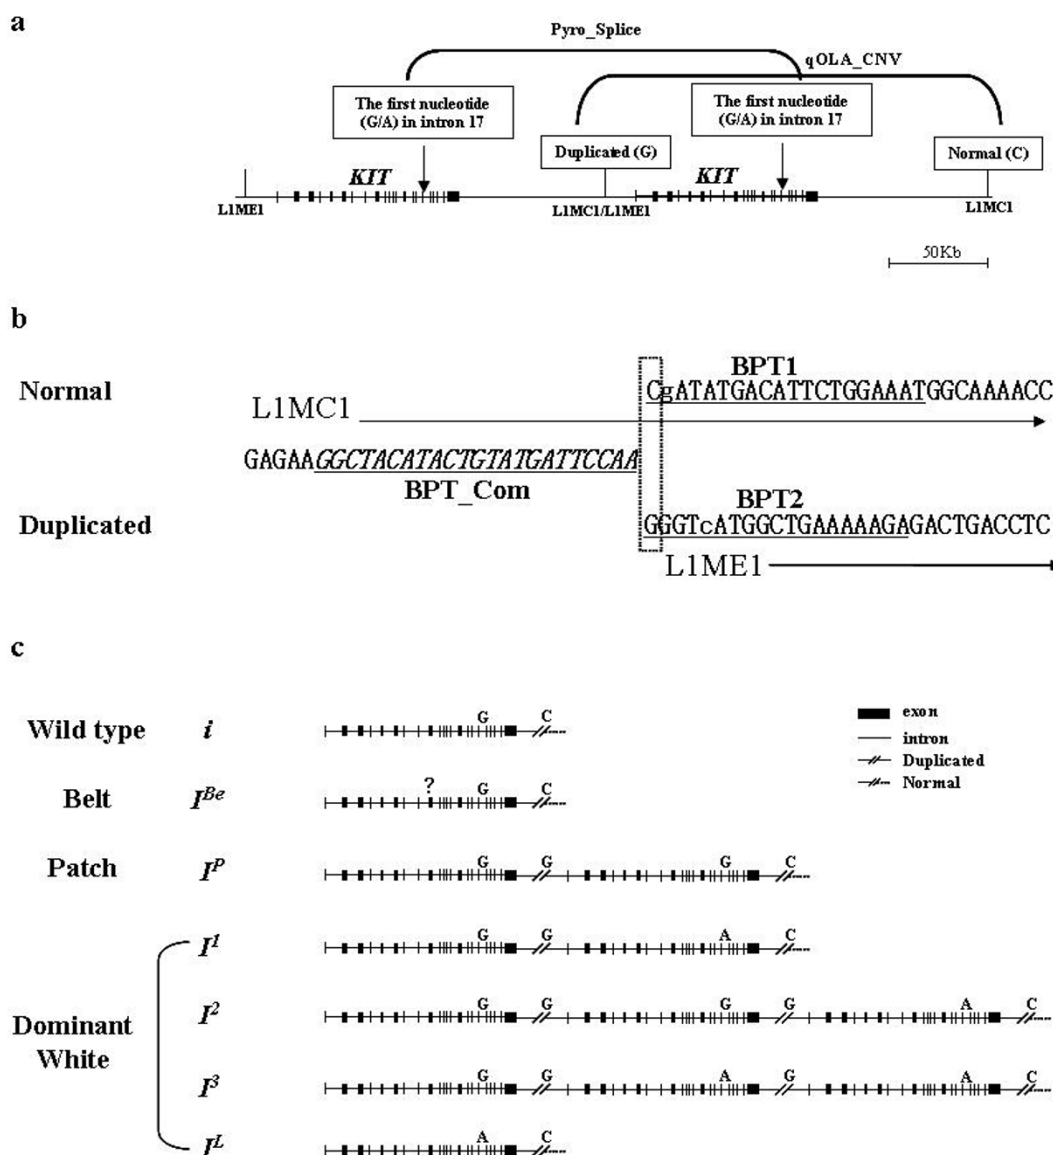 a
Pyro_Splice
qOLA_CNV
The first nucleotide
(G/A) in intron 17
The first nucleotide
(G/A) in intron 17
Duplicated (G)
Normal (C)
KIT
KIT
L1ME1
L1MC1/L1ME1
L1MC1
50Kb
b
BPT1
Normal
CgATATGACATTCTGGAAATGGCAAAACC
L1MC1
GAGAAGGCTACATACTGTATGATTCCAA
BPT_Com
BPT2
Duplicated
GGGTcATGGCTGAAAAAGAGACTGACCTC
L1ME1
c
G C
Wild type i
? G C
Belt I^Be
G G G C
Patch I^P
G G A C
I^1
G G G G A C
I^2
G G A G A C
I^3
A C
I^L
Dominant
White
exon
intron
Duplicated
Normal